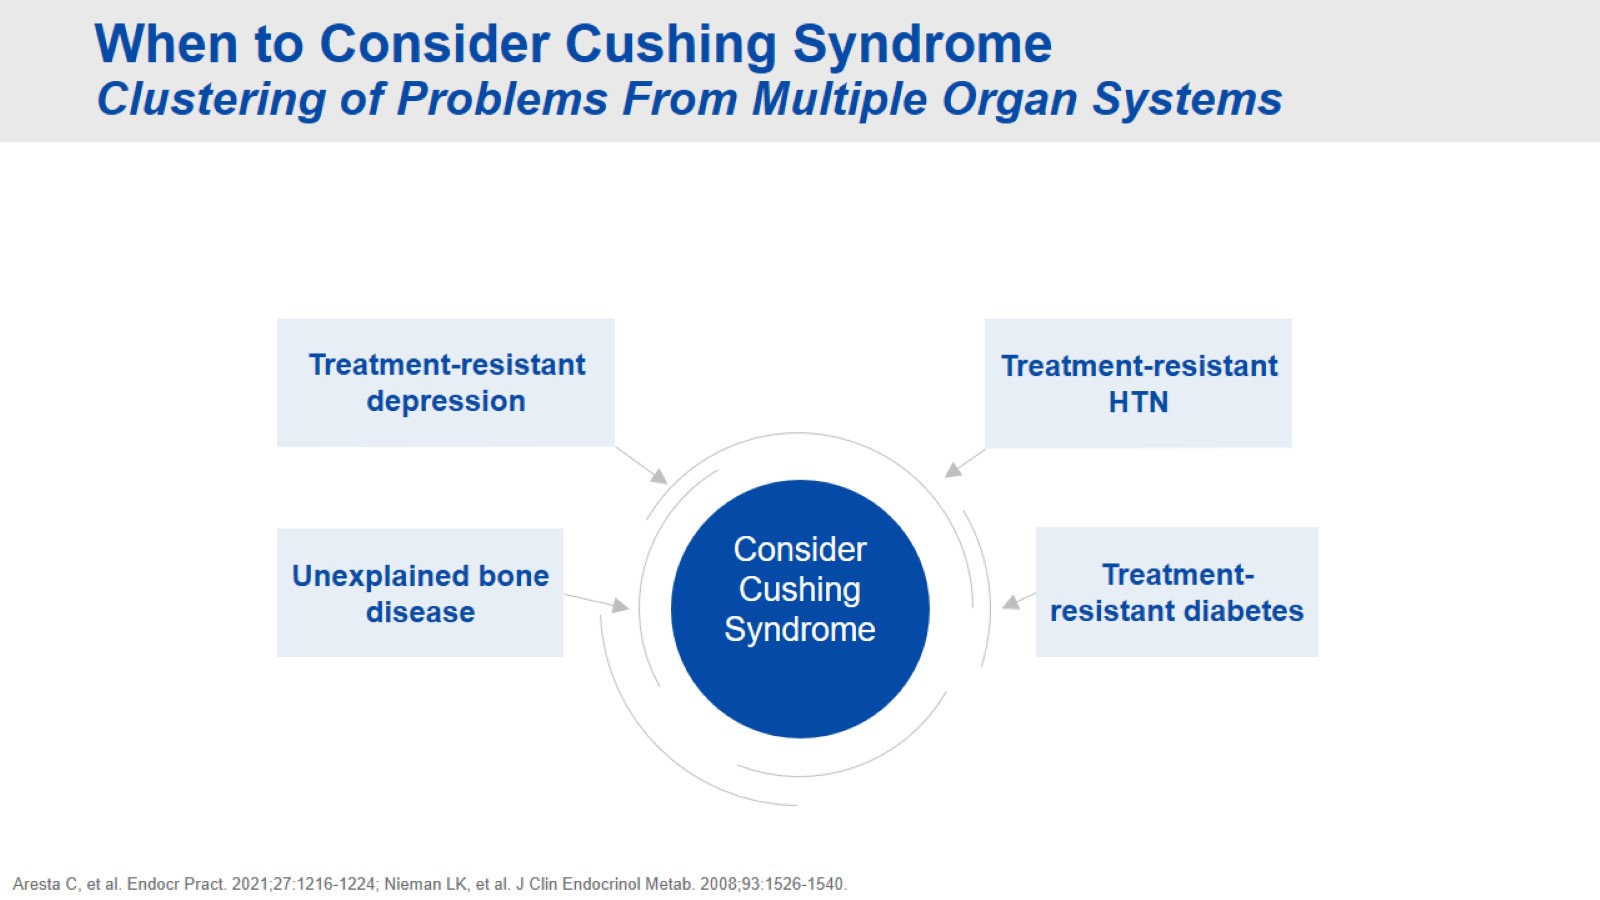 When to Consider Cushing Syndrome
Clustering of Problems From Multiple Organ Systems
Treatment-resistant
depression
Treatment-resistant
HTN
Consider
Cushing
Syndrome
Unexplained bone
disease
Treatment-
resistant diabetes
Aresta C, et al. Endocr Pract. 2021;27:1216-1224; Nieman LK, et al. J Clin Endocrinol Metab. 2008;93:1526-1540.